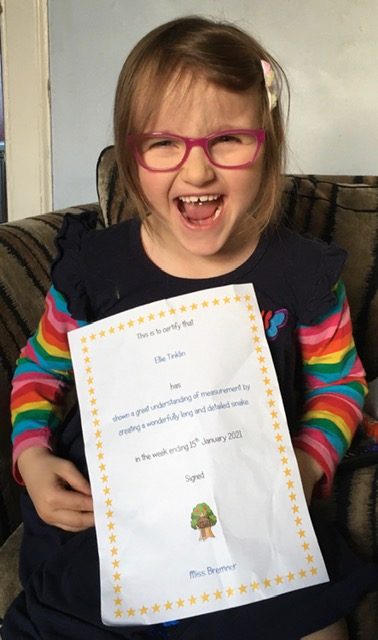 This is to certify that
Ellie Tinklin
has
shown a great understanding of measurement by
creating a wonderfully long and detailed snake.
in the week ending 15th January 2021
Signed
Miss Bremner